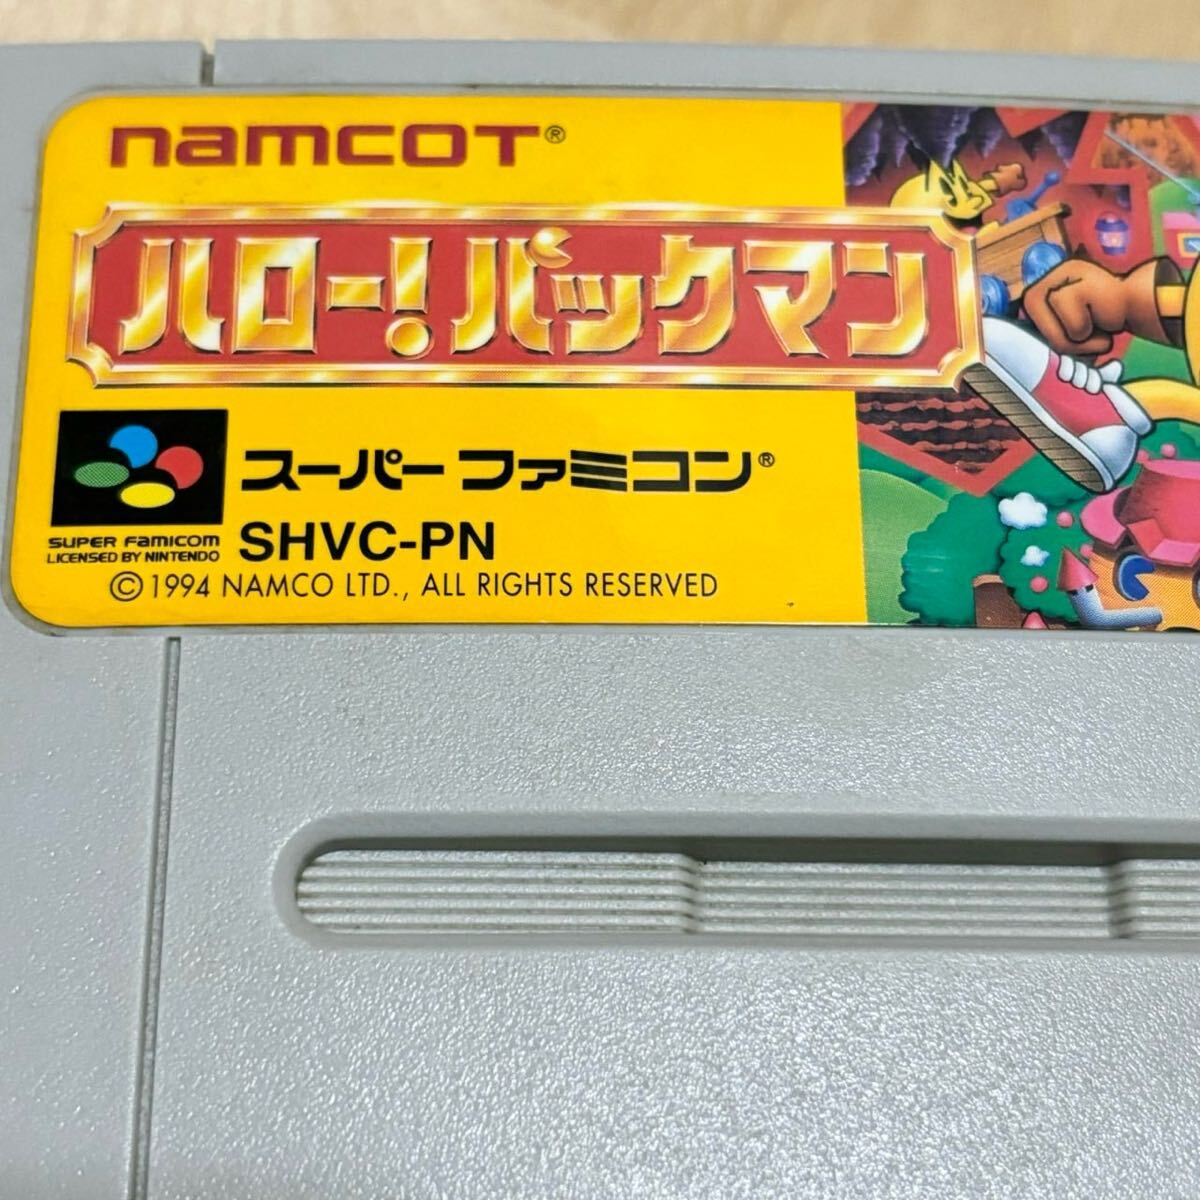 namcoT®
ハロー!パックマン
スーパーファミコン®
SUPER FAMICOM
LICENSED BY NINTENDO
SHVC-PN
©1994 NAMCO LTD., ALL RIGHTS RESERVED